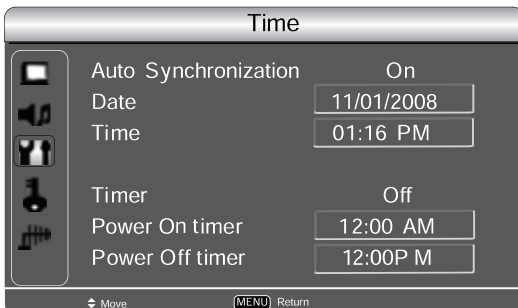 Time
Auto Synchronization On
Date 11/01/2008
Time 01:16 PM
Timer Off
Power On timer 12:00 AM
Power Off timer 12:00P M
Move MENU Return